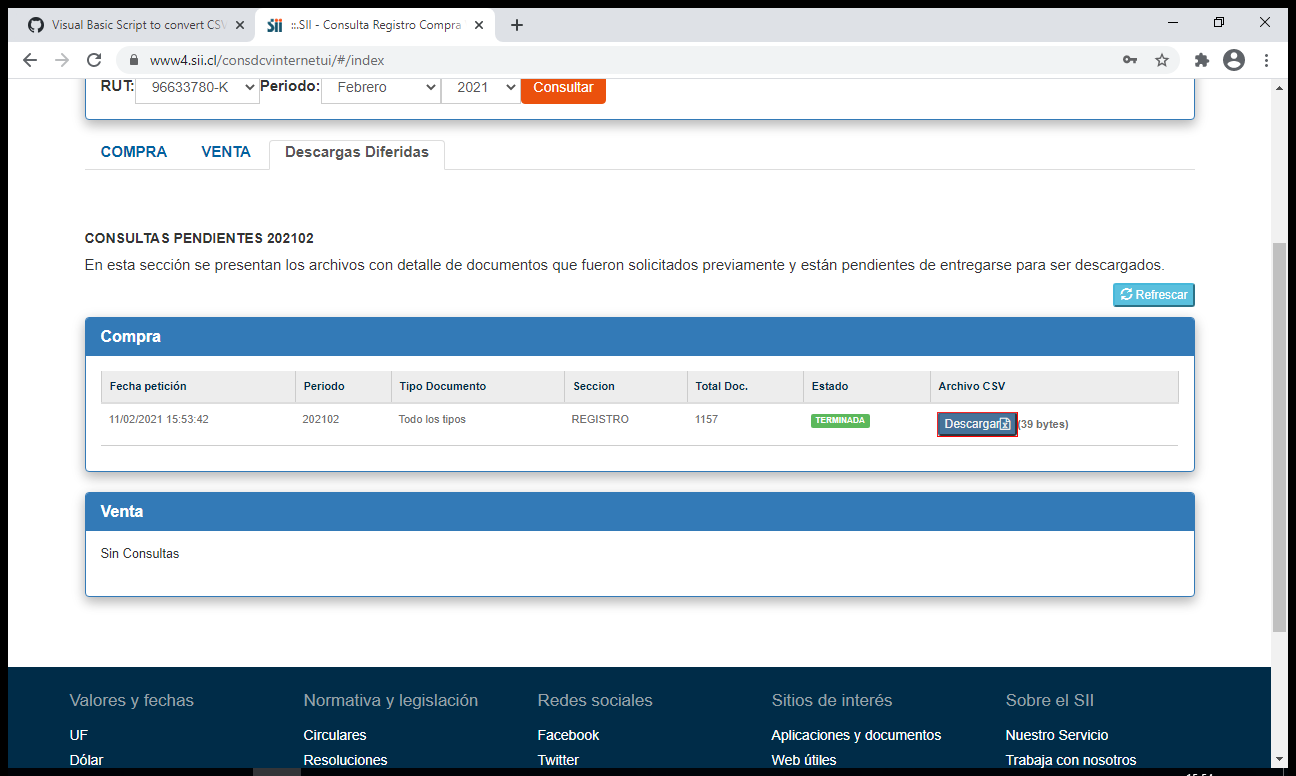 Visual Basic Script to convert CSV
::.SII - Consulta Registro Compra
www4.sii.cl/consdcvinternetui/#/index
RUT: 96633780-K Periodo: Febrero 2021 Consultar
COMPRA VENTA Descargas Diferidas
CONSULTAS PENDIENTES 202102
En esta sección se presentan los archivos con detalle de documentos que fueron solicitados previamente y están pendientes de entregarse para ser descargados.
Refrescar
Compra
Fecha petición Periodo Tipo Documento Seccion Total Doc. Estado Archivo CSV
11/02/2021 15:53:42 202102 Todo los tipos REGISTRO 1157 TERMINADA Descargar (39 bytes)
Venta
Sin Consultas
Valores y fechas Normativa y legislación Redes sociales Sitios de interés Sobre el SII
UF Circulares Facebook Aplicaciones y documentos Nuestro Servicio
Dólar Resoluciones Twitter Web útiles Trabaja con nosotros